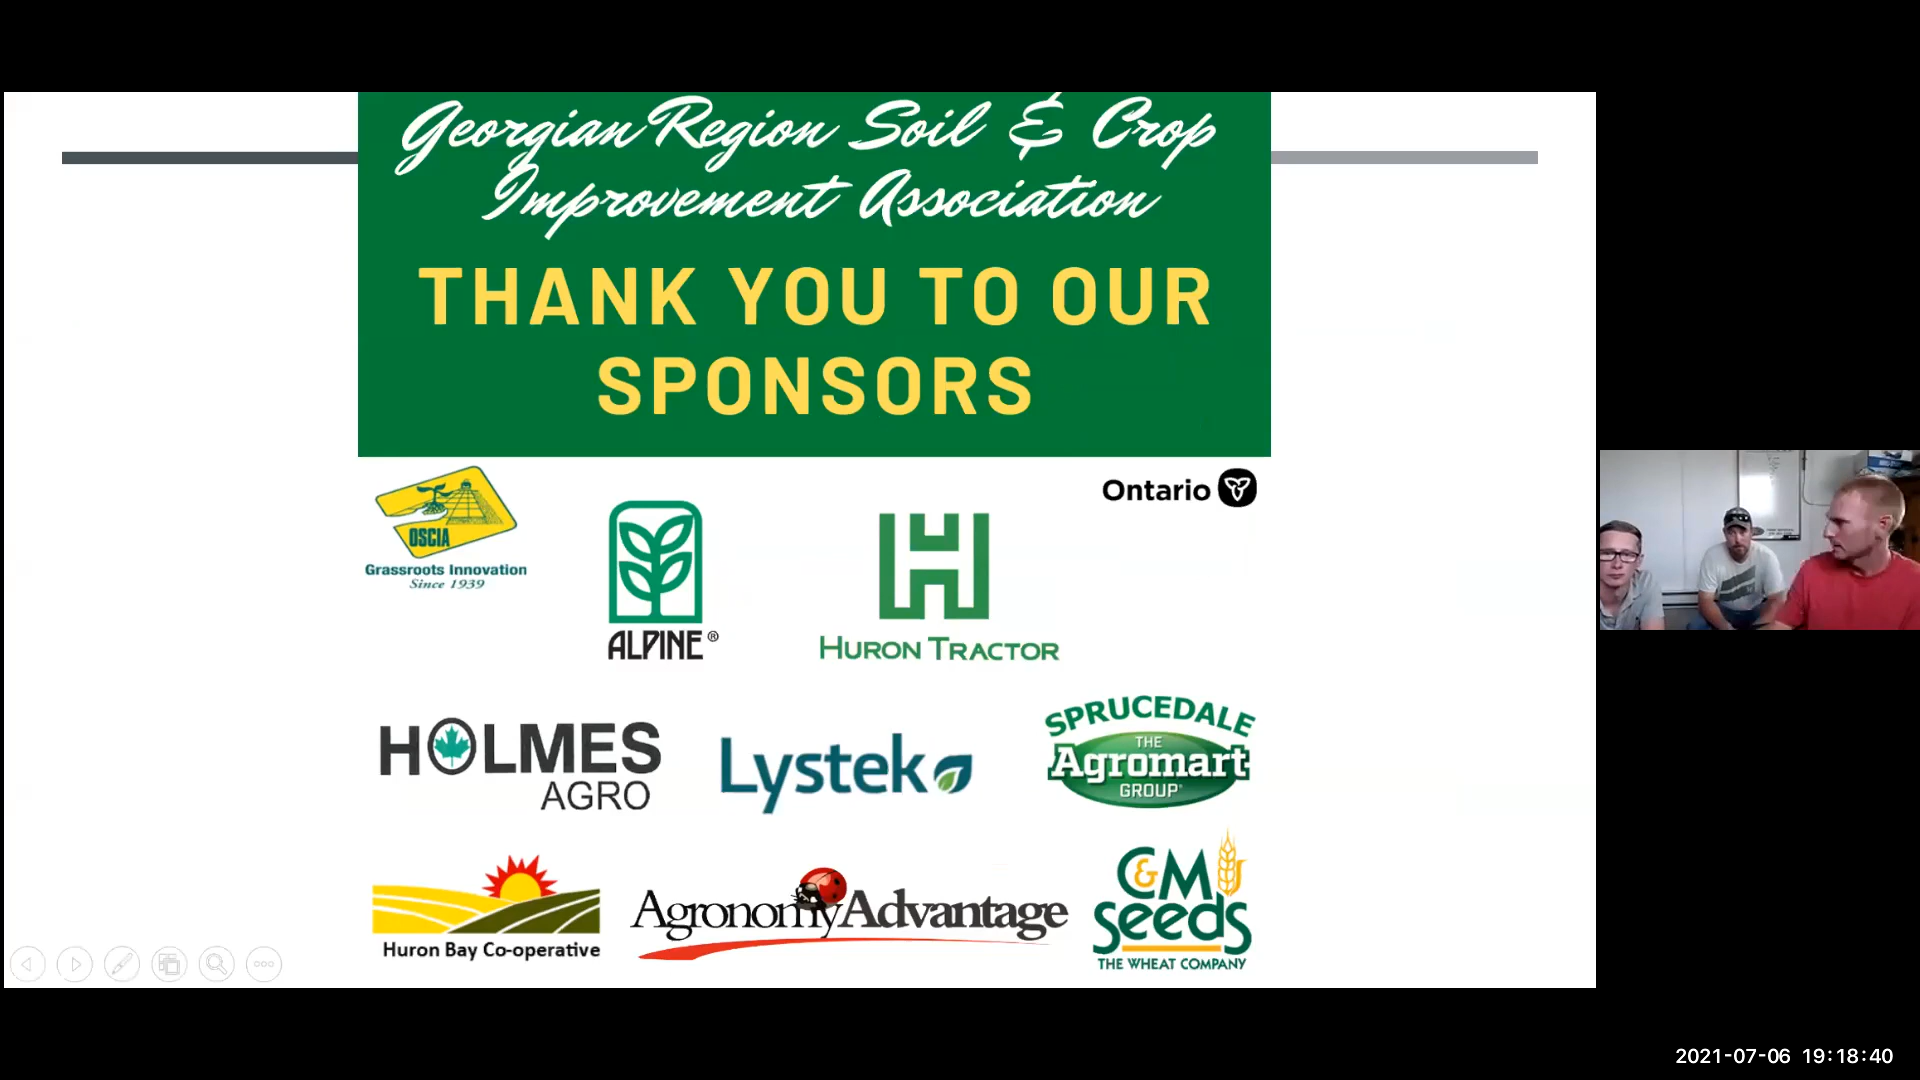 Georgian Region Soil & Crop
Improvement Association
THANK YOU TO OUR
SPONSORS
OSCIA
Grassroots Innovation
Since 1939
ALPINE®
HURON TRACTOR
Ontario
HOLMES
AGRO
Lystek
SPRUCEDALE
THE
Agromart
GROUP
Huron Bay Co-operative
AgronomyAdvantage
C&M
seeds
THE WHEAT COMPANY
2021-07-06 19:18:40